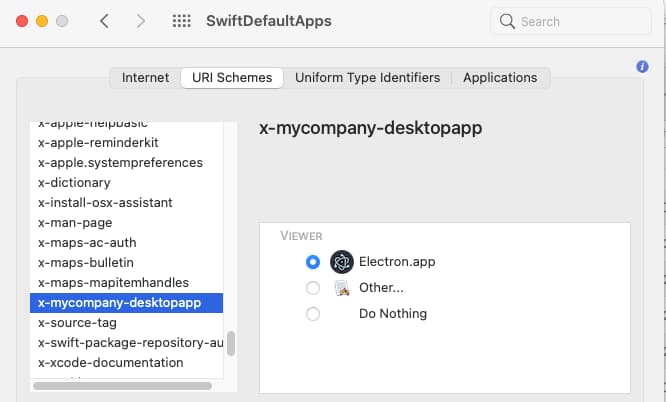 SwiftDefaultApps
Search
Internet
URI Schemes
Uniform Type Identifiers
Applications
x-apple-helpbasic
x-apple-reminderkit
x-apple.systempreferences
x-dictionary
x-install-osx-assistant
x-man-page
x-maps-ac-auth
x-maps-bulletin
x-maps-mapitemhandles
x-mycompany-desktopapp
x-source-tag
x-swift-package-repository-au
x-xcode-documentation
x-mycompany-desktopapp
VIEWER
Electron.app
Other...
Do Nothing